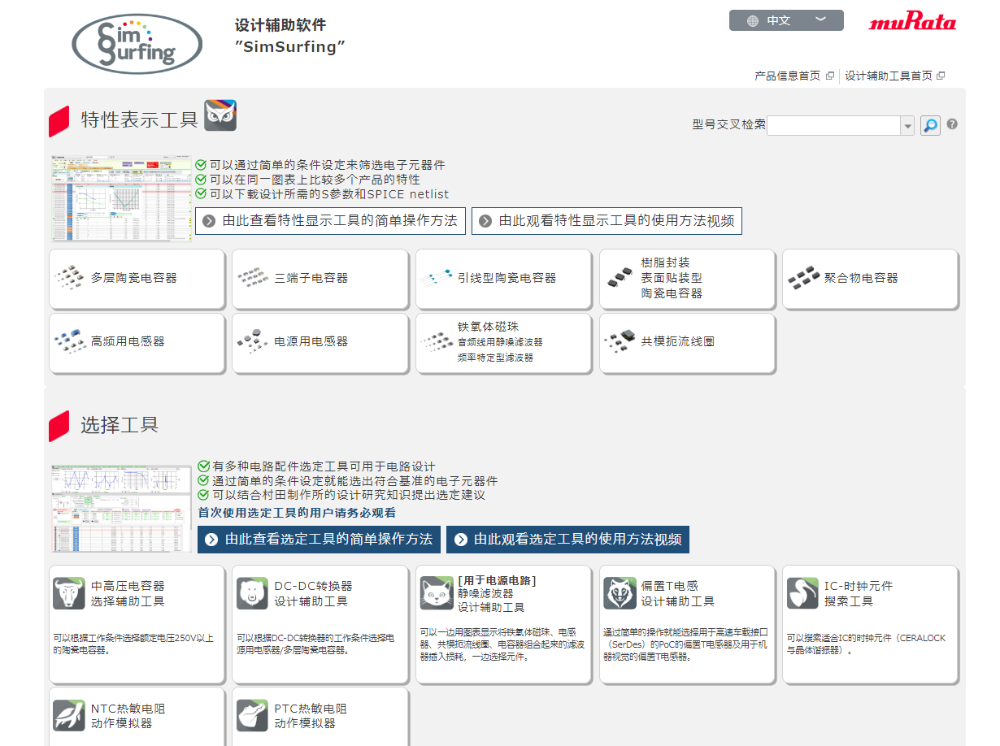 Sim
Surfing
设计辅助软件
”SimSurfing”
中文
muRata
产品信息首页
设计辅助工具首页
特性表示工具
型号交叉检索
?
可以通过简单的条件设定来筛选电子元器件
可以在同一图表上比较多个产品的特性
可以下载设计所需的S参数和SPICE netlist
由此查看特性显示工具的简单操作方法
由此观看特性显示工具的使用方法视频
多层陶瓷电容器
三端子电容器
引线型陶瓷电容器
樹脂封装
表面贴装型
陶瓷电容器
聚合物电容器
高频用电感器
电源用电感器
铁氧体磁珠
音频线用静噪滤波器
频率特定型滤波器
共模扼流线圈
选择工具
有多种电路配件选定工具可用于电路设计
通过简单的条件设定就能选出符合基准的电子元器件
可以结合村田制作所的设计研究知识提出选定建议
首次使用选定工具的用户请务必观看
由此查看选定工具的简单操作方法
由此观看选定工具的使用方法视频
中高压电容器
选择辅助工具
可以根据工作条件选择额定电压250V以上
的陶瓷电容器。
DC-DC转换器
设计辅助工具
可以根据DC-DC转换器的工作条件选择电
源用电感器/多层陶瓷电容器。
[用于电源电路]
静噪滤波器
设计辅助工具
可以一边用图表显示将铁氧体磁珠、电感
器、共模扼流线圈、电容器组合起来的滤波
器插入损耗，一边选择元件。
偏置T电感
设计辅助工具
通过简单的操作就能选择用于高速车载接口
（SerDes）的PoC的偏置T电感器及用于机
器视觉的偏置T电感器。
IC-时钟元件
搜索工具
可以搜索适合IC的时钟元件（CERALOCK
与晶体谐振器）。
NTC热敏电阻
动作模拟器
PTC热敏电阻
动作模拟器